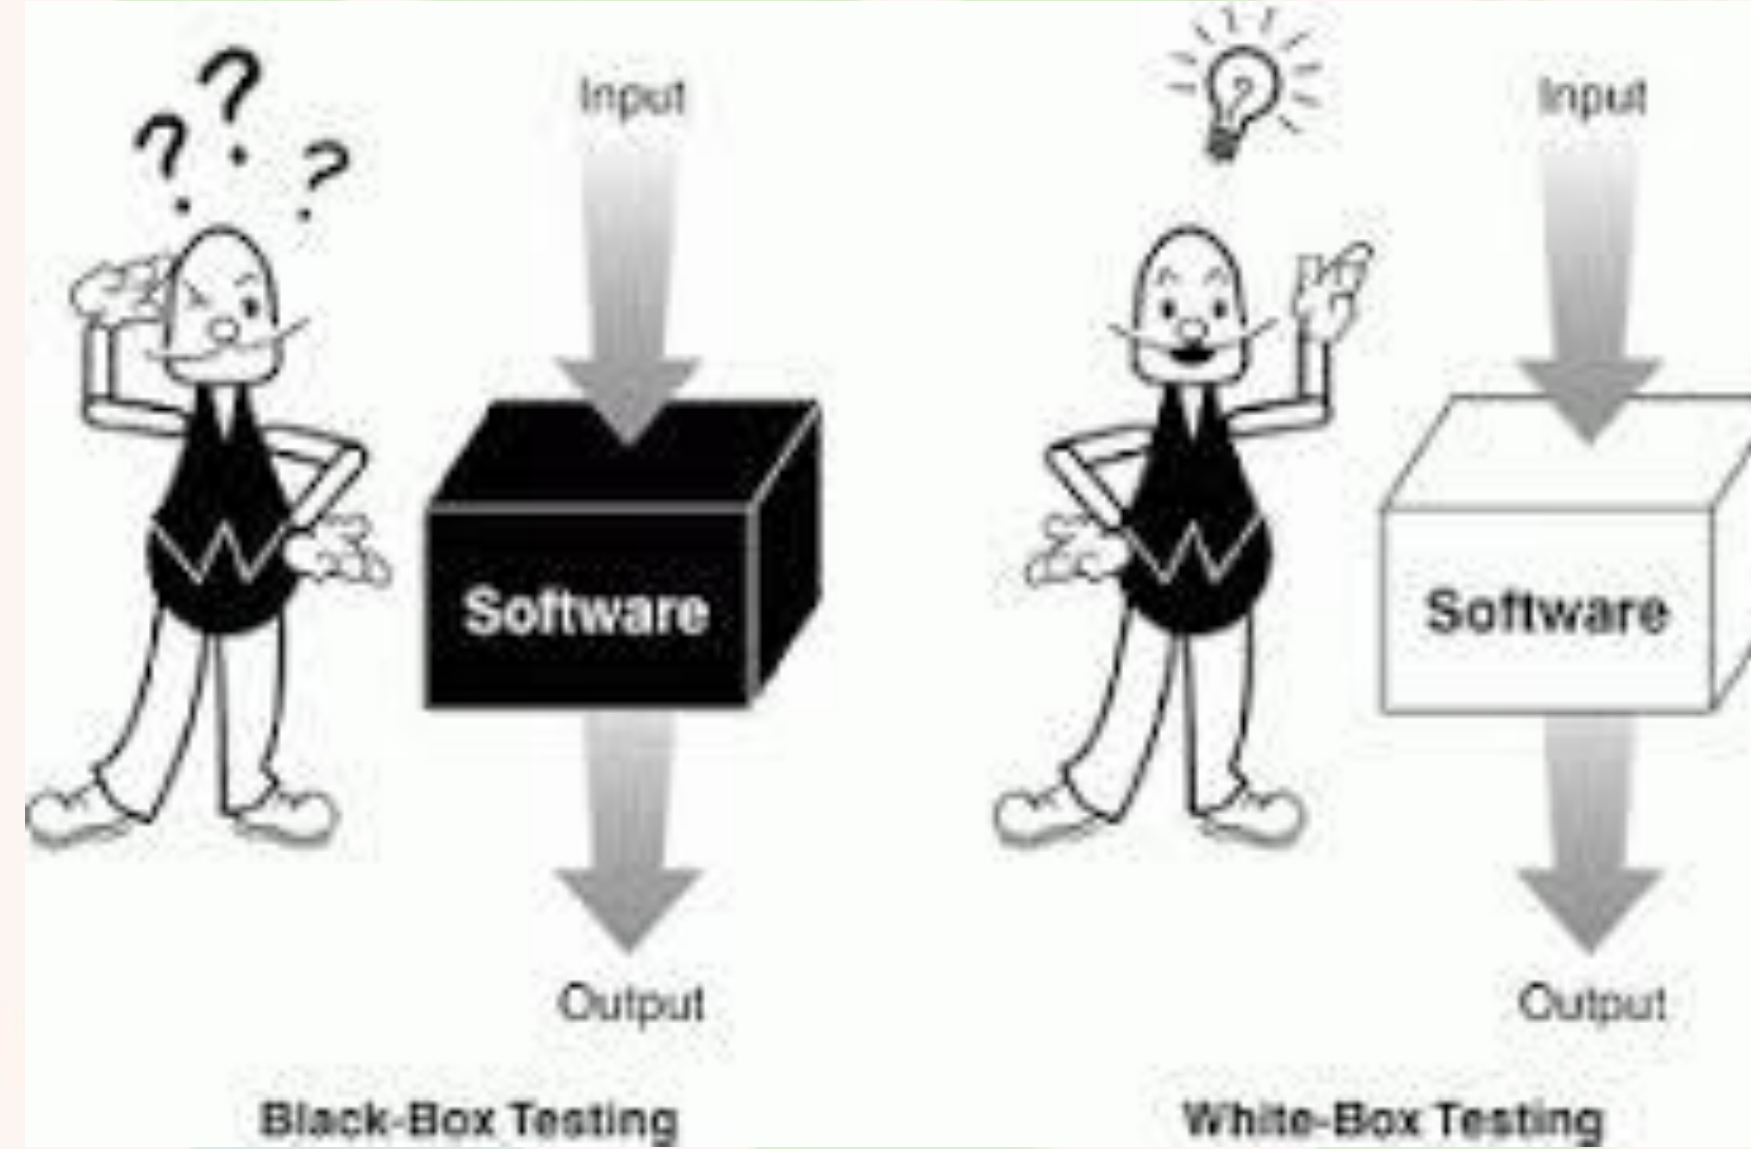 ? ? ?
Input
Software
Output
Black-Box Testing
?
Input
Software
Output
White-Box Testing